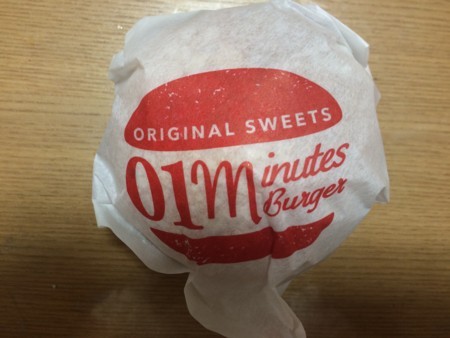 ORIGINAL SWEETS
01Minutes
Burger